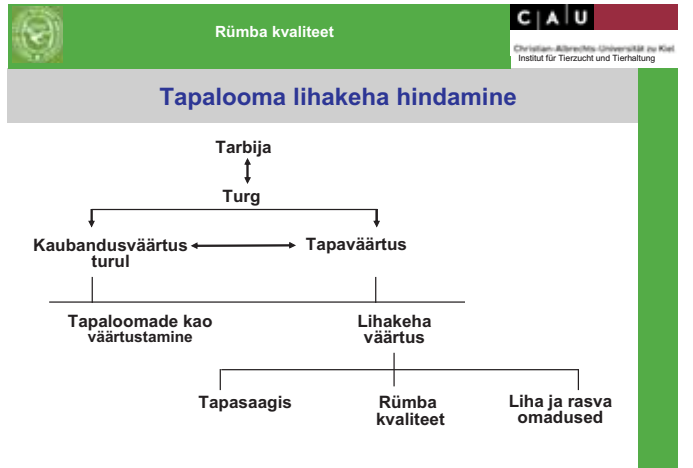 Rümba kvaliteet
C A U
Christian-Albrechts-Universität zu Kiel
Institut für Tierzucht und Tierhaltung
Tapalooma lihakeha hindamine
Tarbija
Turg
Kaubandusväärtus
turul
Tapaväärtus
Tapaloomade kao
väärtustamine
Lihakeha
väärtus
Tapasaagis
Rümba
kvaliteet
Liha ja rasva
omadused